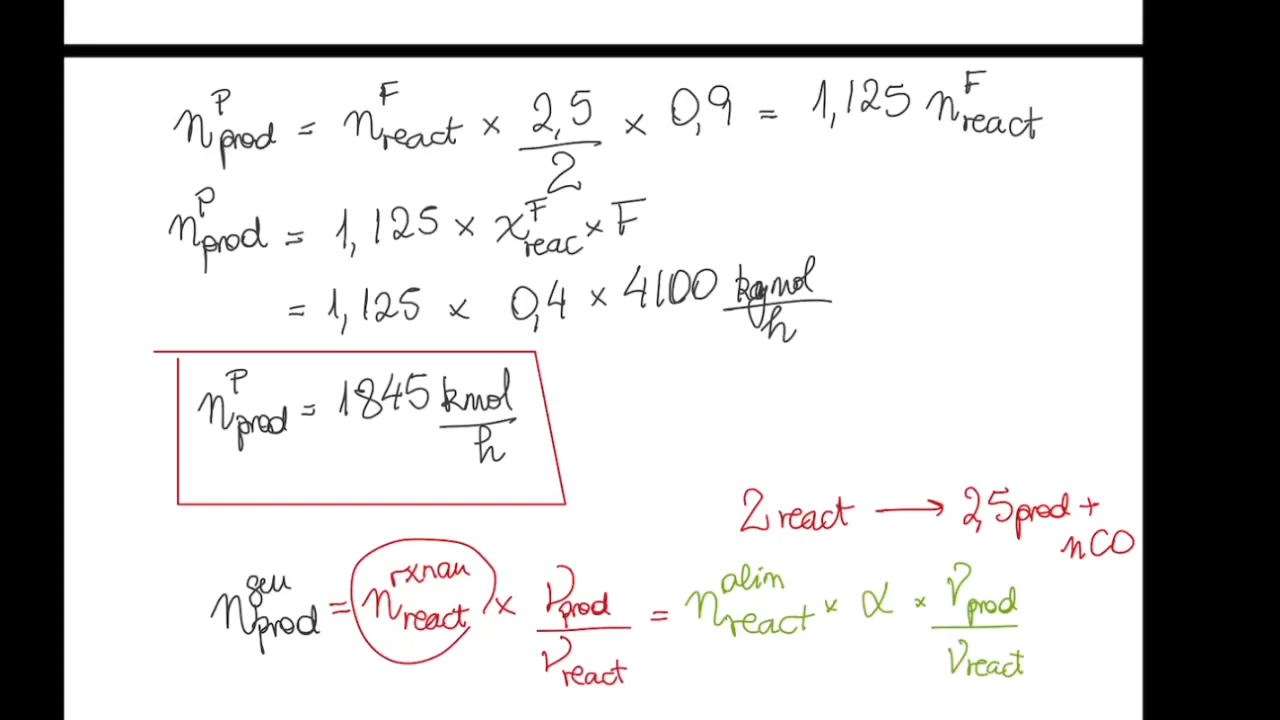 n^P_prod = n^F_react × 2,5/2 × 0,9 = 1,125 n^F_react
n^P_prod = 1,125 × x^F_reac × F
= 1,125 × 0,4 × 4100 kgmol/h
n^P_prod = 1845 kmol/h
2 react → 2,5 prod +
nCO
n^gen_prod = n^rxnau_react × ν_prod/ν_react = n^alim_react × α × ν_prod/ν_react